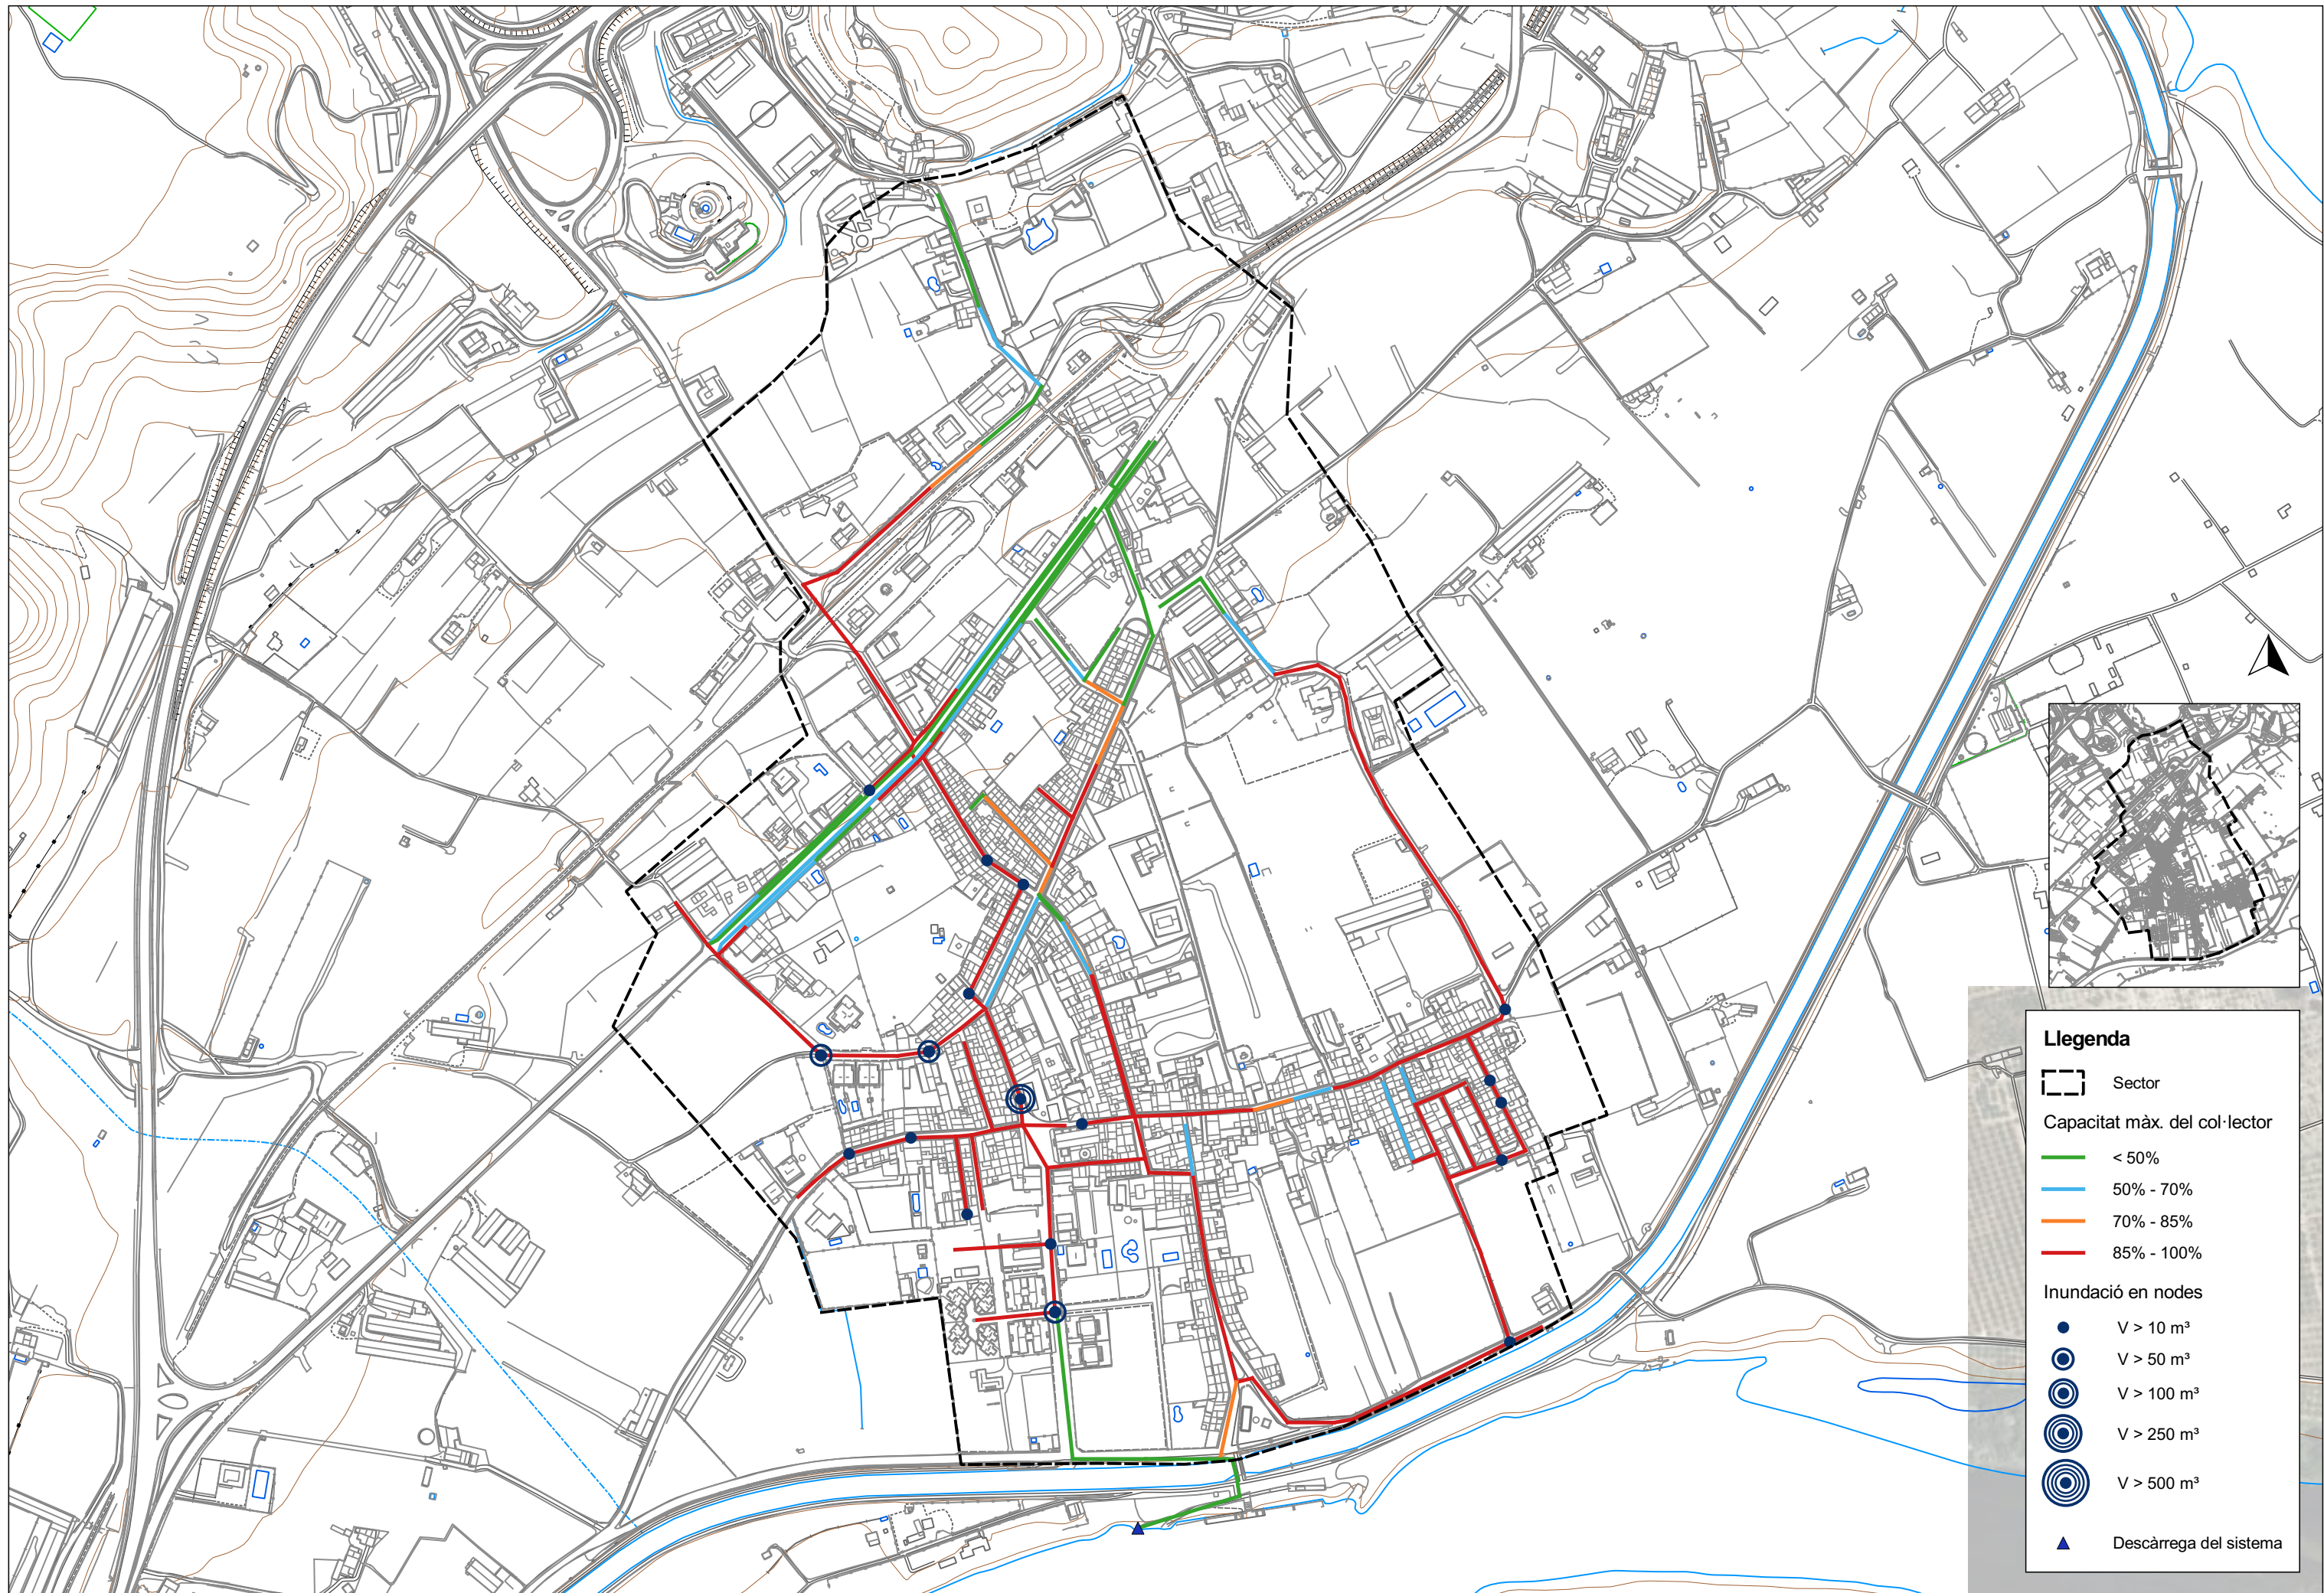 Llegenda
Sector
Capacitat màx. del col·lector
< 50%
50% - 70%
70% - 85%
85% - 100%
Inundació en nodes
V > 10 m³
V > 50 m³
V > 100 m³
V > 250 m³
V > 500 m³
Descàrrega del sistema